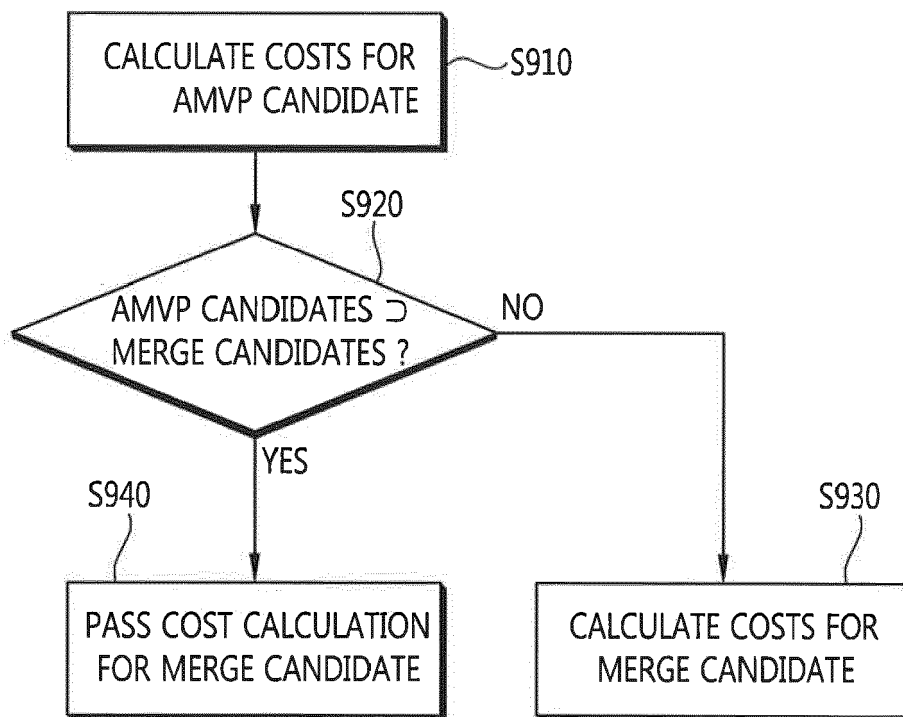 CALCULATE COSTS FOR
AMVP CANDIDATE
S910
S920
AMVP CANDIDATES ⊃
MERGE CANDIDATES ?
NO
YES
S940
S930
PASS COST CALCULATION
FOR MERGE CANDIDATE
CALCULATE COSTS FOR
MERGE CANDIDATE